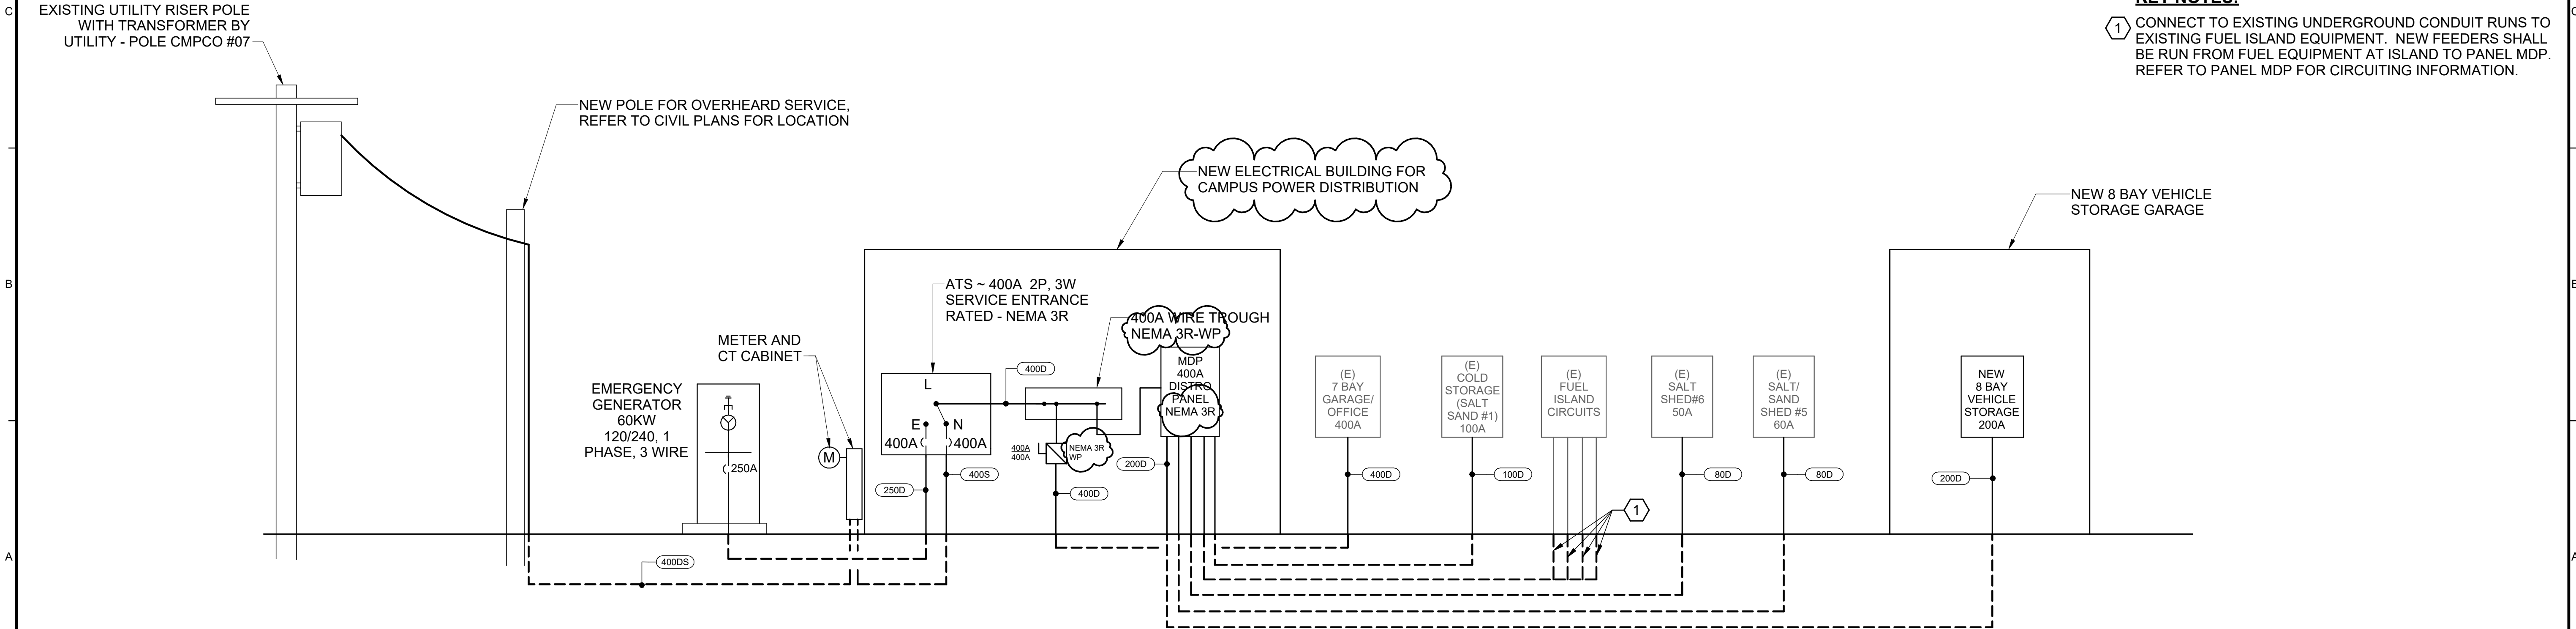 C
EXISTING UTILITY RISER POLE
WITH TRANSFORMER BY
UTILITY - POLE CMPCO #07
KEY NOTES:
1
CONNECT TO EXISTING UNDERGROUND CONDUIT RUNS TO
EXISTING FUEL ISLAND EQUIPMENT. NEW FEEDERS SHALL
BE RUN FROM FUEL EQUIPMENT AT ISLAND TO PANEL MDP.
REFER TO PANEL MDP FOR CIRCUITING INFORMATION.
NEW POLE FOR OVERHEARD SERVICE,
REFER TO CIVIL PLANS FOR LOCATION
NEW ELECTRICAL BUILDING FOR
CAMPUS POWER DISTRIBUTION
NEW 8 BAY VEHICLE
STORAGE GARAGE
B
ATS ~ 400A 2P, 3W
SERVICE ENTRANCE
RATED - NEMA 3R
400A WIRE TROUGH
NEMA 3R-WP
METER AND
CT CABINET
EMERGENCY
GENERATOR
60KW
120/240, 1
PHASE, 3 WIRE
250A
M
L
E
N
400A
400A
250D
400S
400D
400A
400A
NEMA 3R
WP
400D
MDP
400A
DISTRO
PANEL
NEMA 3R
200D
(E)
7 BAY
GARAGE/
OFFICE
400A
400D
(E)
COLD
STORAGE
(SALT
SAND #1)
100A
100D
(E)
FUEL
ISLAND
CIRCUITS
1
(E)
SALT
SHED#6
50A
80D
(E)
SALT/
SAND
SHED #5
60A
80D
NEW
8 BAY
VEHICLE
STORAGE
200A
200D
A
400DS